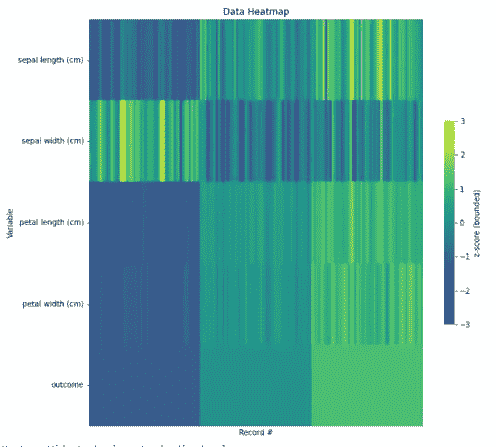 Data Heatmap
sepal length (cm)
sepal width (cm)
petal length (cm)
petal width (cm)
outcome
Variable
Record #
3
2
1
0
−1
−2
−3
z-score (bounded)